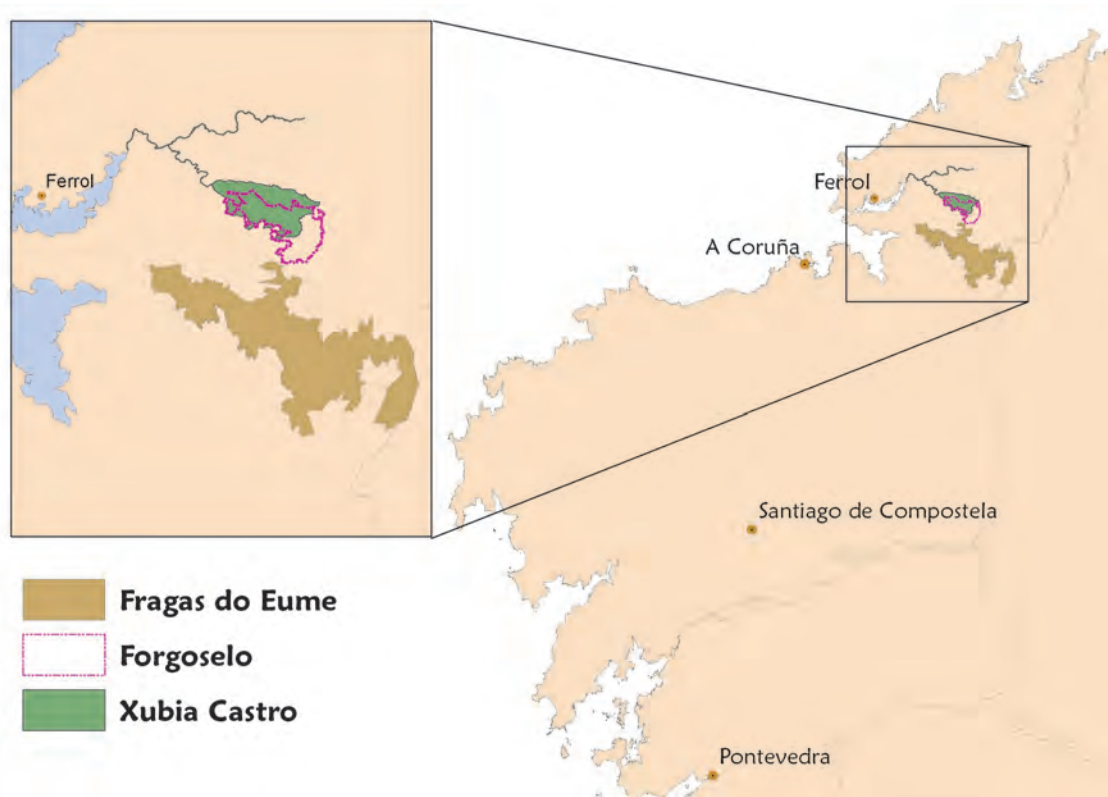 Ferrol
Ferrol
A Coruña
Santiago de Compostela
Fragas do Eume
Forgoselo
Xubia Castro
Pontevedra